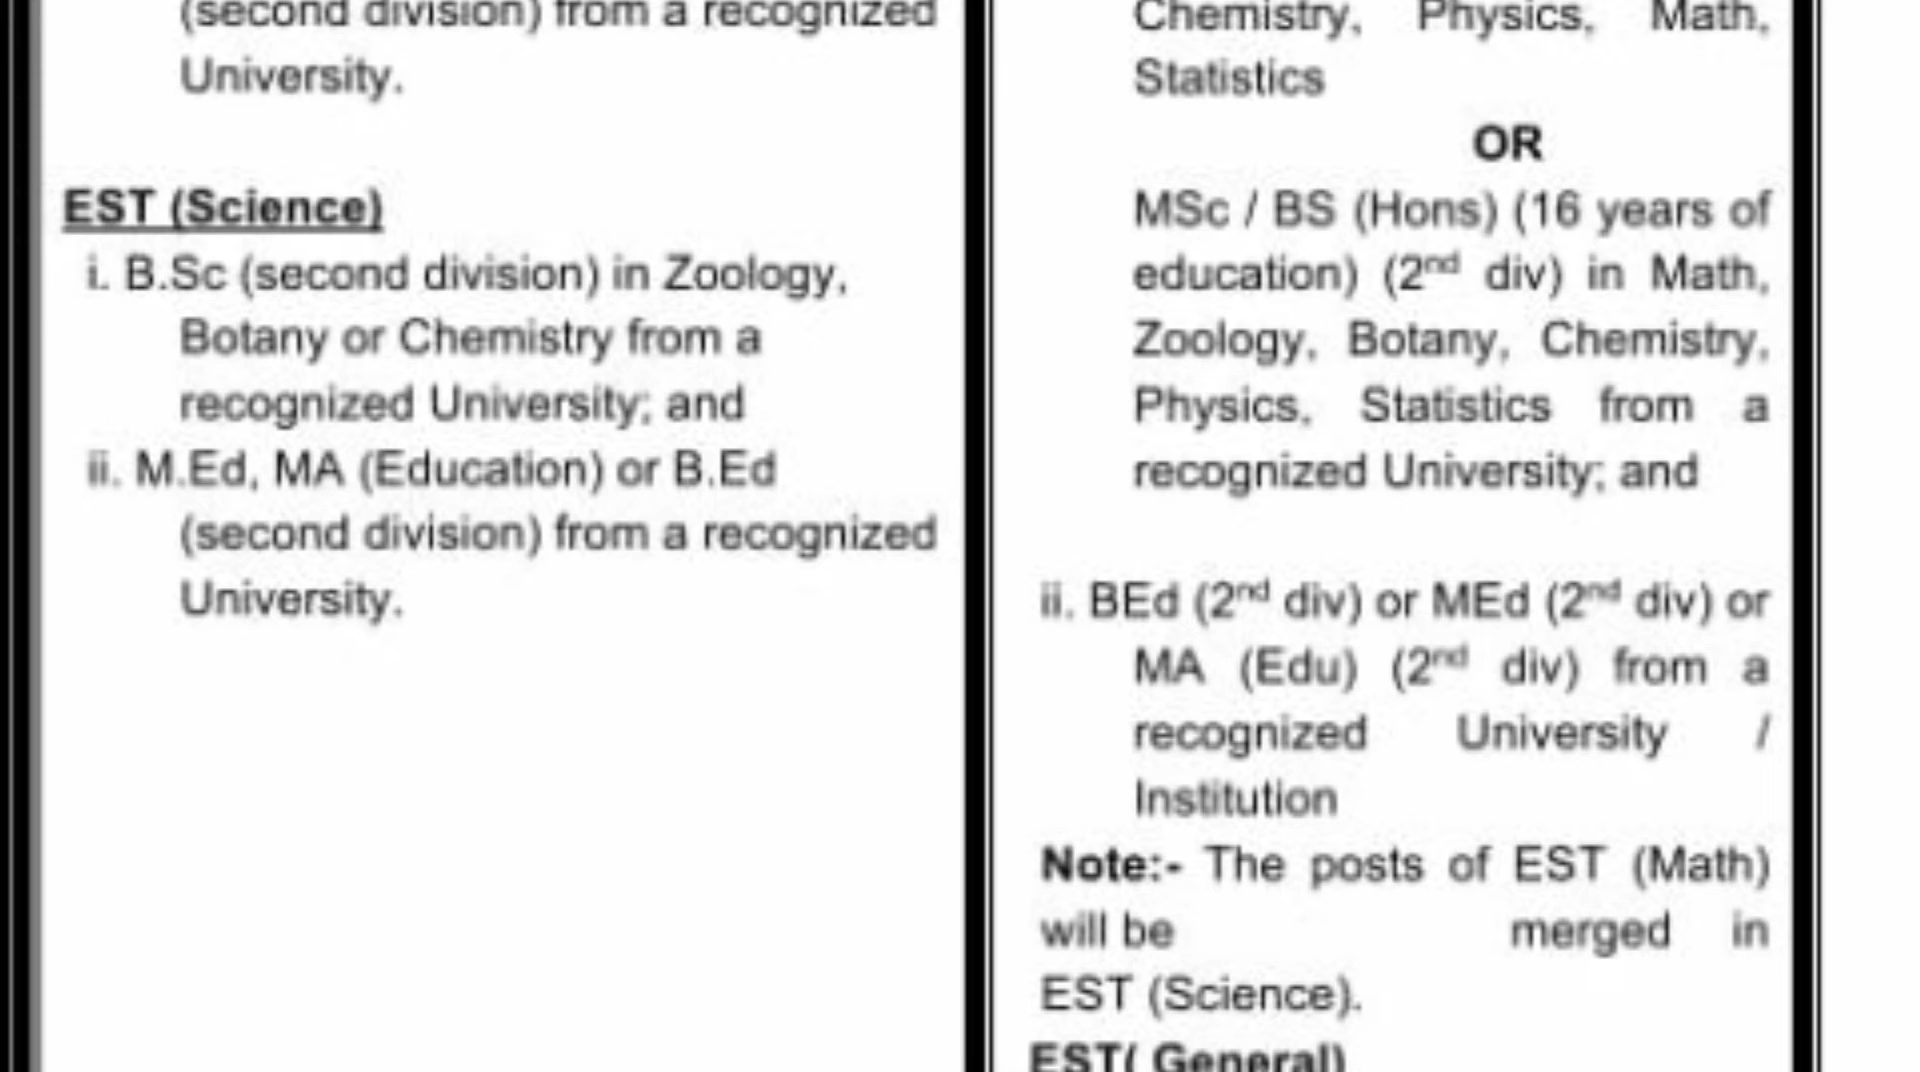 (second division) from a recognized
University.
EST (Science)
i. B.Sc (second division) in Zoology,
Botany or Chemistry from a
recognized University; and
ii. M.Ed, MA (Education) or B.Ed
(second division) from a recognized
University.
Chemistry, Physics, Math,
Statistics
OR
MSc / BS (Hons) (16 years of
education) (2nd div) in Math,
Zoology, Botany, Chemistry,
Physics, Statistics from a
recognized University; and
ii. BEd (2nd div) or MEd (2nd div) or
MA (Edu) (2nd div) from a
recognized University /
Institution
Note:- The posts of EST (Math)
will be merged in
EST (Science).
EST( General)